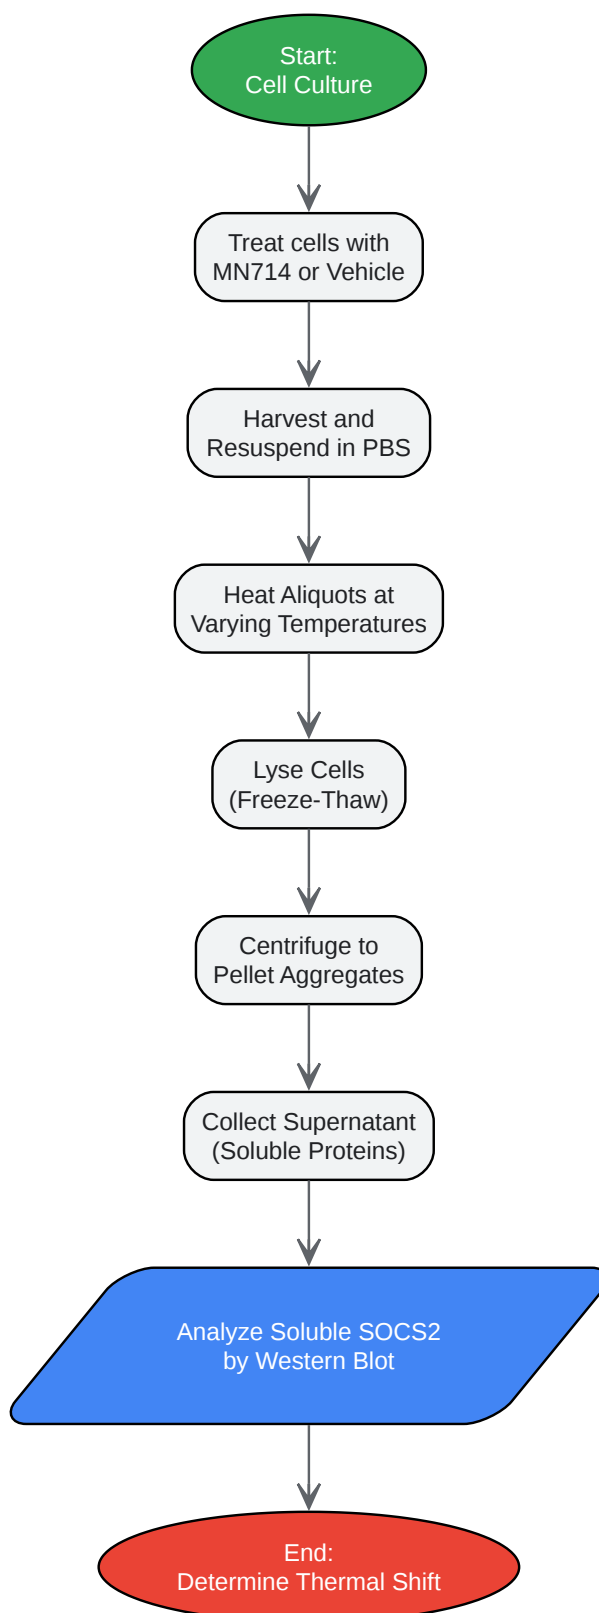 Start:
Cell Culture
Treat cells with
MN714 or Vehicle
Harvest and
Resuspend in PBS
Heat Aliquots at
Varying Temperatures
Lyse Cells
(Freeze-Thaw)
Centrifuge to
Pellet Aggregates
Collect Supernatant
(Soluble Proteins)
Analyze Soluble SOCS2
by Western Blot
End:
Determine Thermal Shift